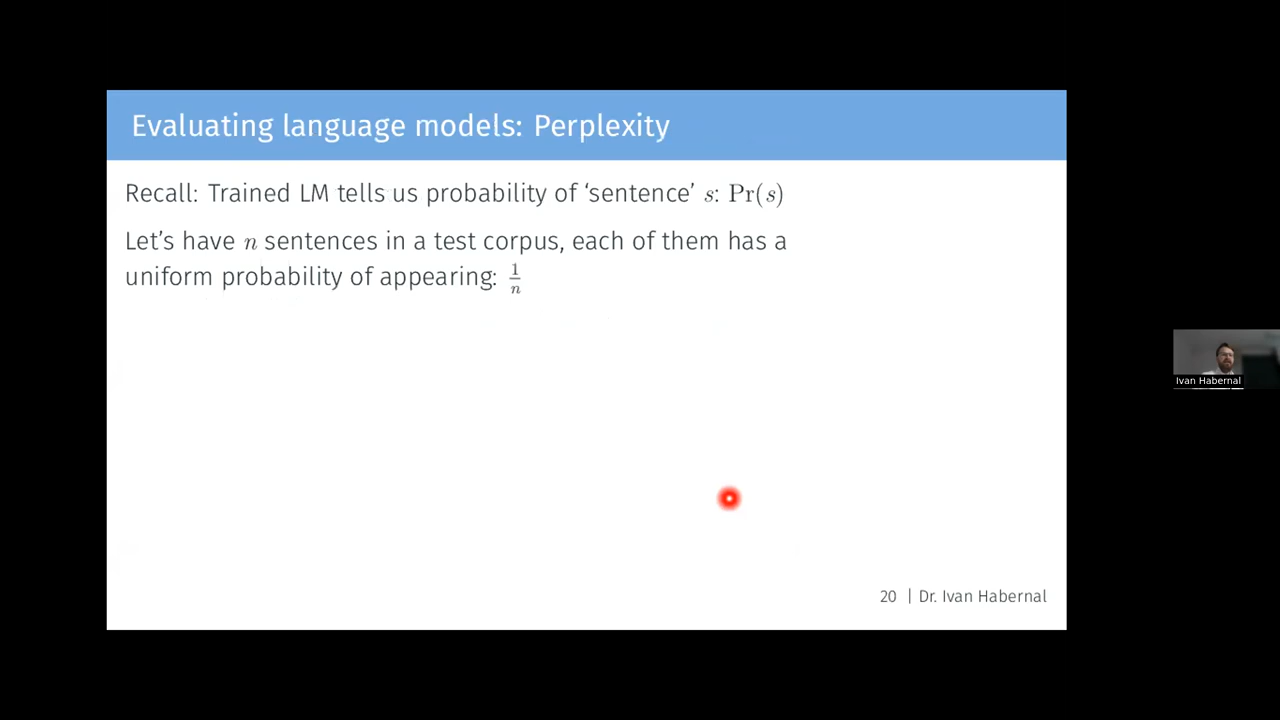 Evaluating language models: Perplexity
Recall: Trained LM tells us probability of ‘sentence’ s: Pr(s)
Let’s have n sentences in a test corpus, each of them has a
uniform probability of appearing: 1/n
Ivan Habernal
20 | Dr. Ivan Habernal